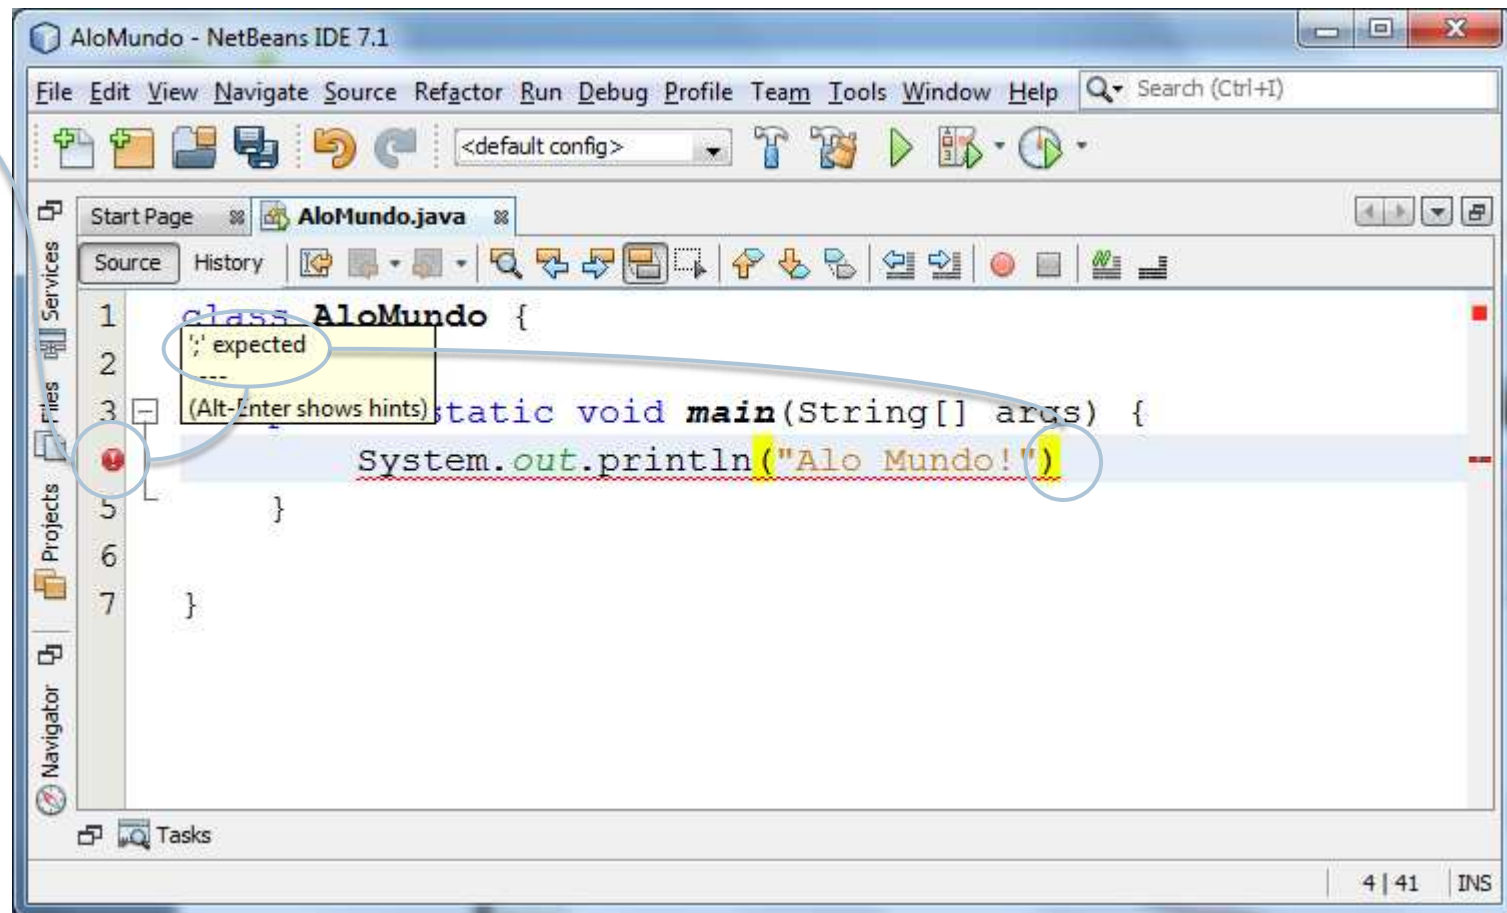 AloMundo - NetBeans IDE 7.1
File Edit View Navigate Source Refactor Run Debug Profile Team Tools Window Help Search (Ctrl+I)
<default config>
Start Page AloMundo.java
Source History
Services
Files
Projects
Navigator
1 class AloMundo {
';' expected
2
----
(Alt-Enter shows hints)
3 static void main(String[] args) {
System.out.println("Alo Mundo!")
5 }
6
7 }
Tasks
4 | 41 INS